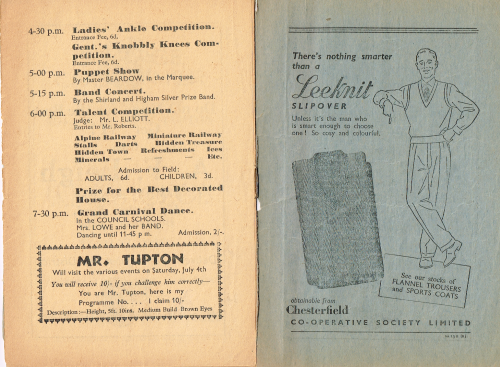 4-30 p.m. Ladies' Ankle Competition.
Entrance Fee, 6d.
Gent.'s Knobbly Knees Com-
petition.
Entrance Fee, 6d.
5-00 p.m. Puppet Show
By Master BEARDOW, in the Marquee.
5-15 p.m. Band Concert.
By the Shirland and Higham Silver Prize Band.
6-00 p.m. Talent Competition.
Judge: Mr. L. ELLIOTT.
Entries to Mr. Roberts.
Alpine Railway Miniature Railway
Stalls Darts Hidden Treasure
Hidden Town Refreshments Ices
Minerals — — — Etc.
Admission to Field:
ADULTS, 6d. CHILDREN, 3d.
Prize for the Best Decorated
House.
7-30 p.m. Grand Carnival Dance.
in the COUNCIL SCHOOLS.
Mrs. LOWE and her BAND.
Dancing until 11-45 p m. Admission, 2/-.
MR. TUPTON
Will visit the various events on Saturday, July 4th
You will receive 10/- if you challenge him correctly—
You are Mr. Tupton, here is my
Programme No. . . . I claim 10/-
Description:—Height, 5ft. 10ins. Medium Build Brown Eyes
There's nothing smarter
than a
Leeknit
SLIPOVER
Unless it's the man who
is smart enough to choose
one! So cosy and colourful.
See our stocks of
FLANNEL TROUSERS
and SPORTS COATS
obtainable from
Chesterfield
CO-OPERATIVE SOCIETY LIMITED